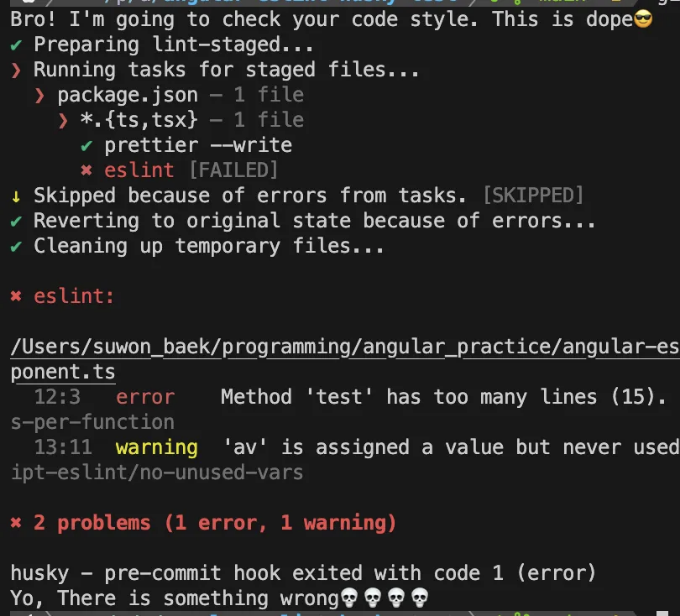 Bro! I'm going to check your code style. This is dope😎
✔ Preparing lint-staged...
❯ Running tasks for staged files...
❯ package.json — 1 file
❯ *.{ts,tsx} — 1 file
✔ prettier --write
✖ eslint [FAILED]
↓ Skipped because of errors from tasks. [SKIPPED]
✔ Reverting to original state because of errors...
✔ Cleaning up temporary files...
✖ eslint:
/Users/suwon_baek/programming/angular_practice/angular-es
ponent.ts
12:3 error Method 'test' has too many lines (15).
s-per-function
13:11 warning 'av' is assigned a value but never used
ipt-eslint/no-unused-vars
✖ 2 problems (1 error, 1 warning)
husky - pre-commit hook exited with code 1 (error)
Yo, There is something wrong💀💀💀💀